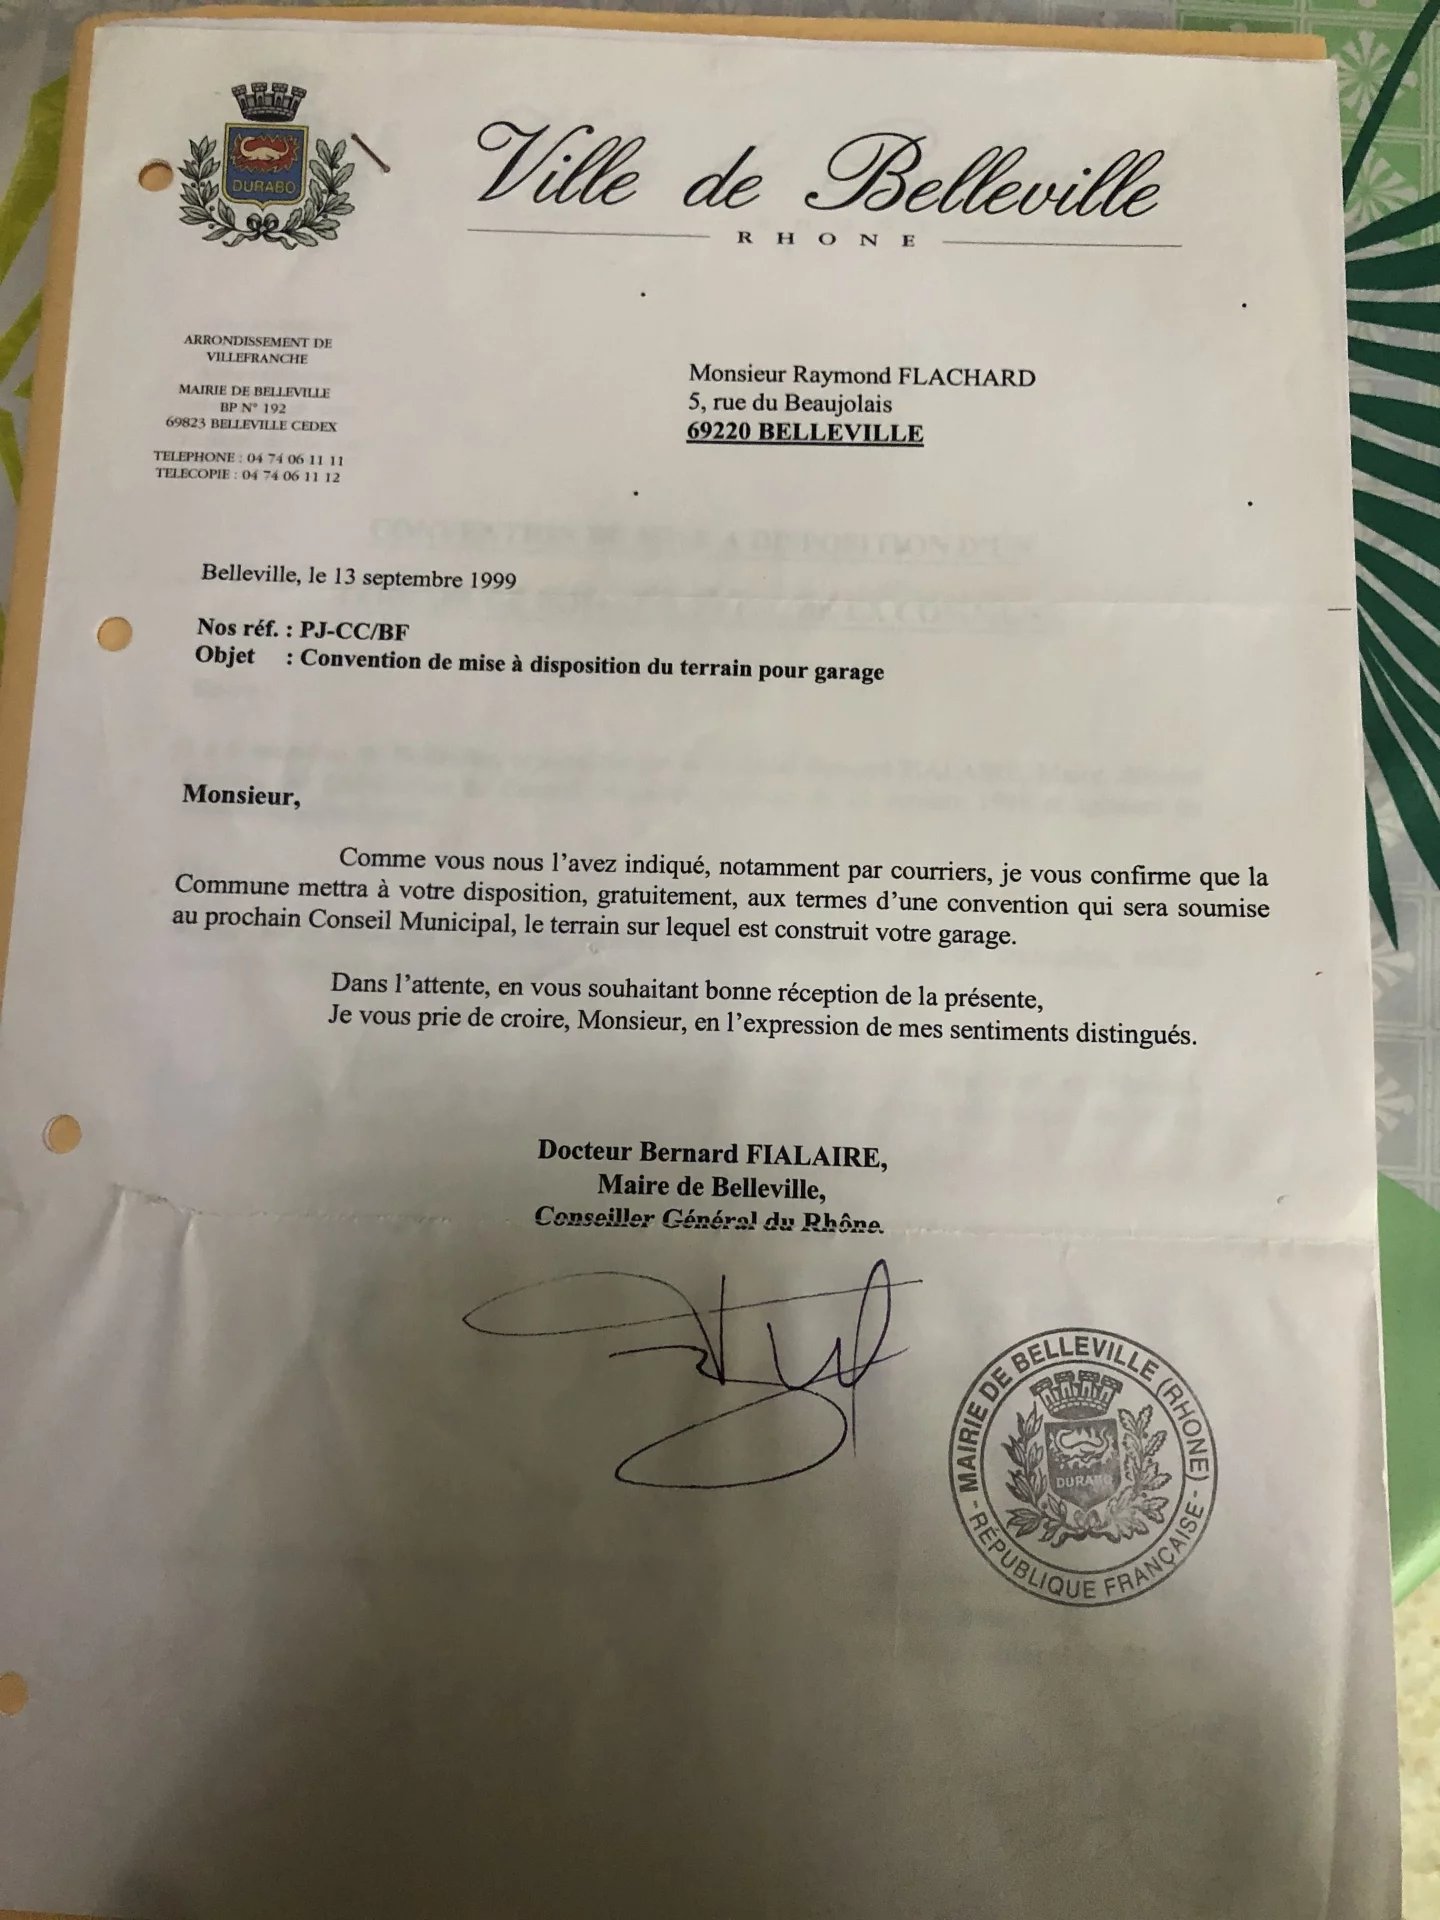 DURABO
Ville de Belleville
RHONE
ARRONDISSEMENT DE
VILLEFRANCHE
MAIRIE DE BELLEVILLE
BP N° 192
69823 BELLEVILLE CEDEX
TELEPHONE : 04 74 06 11 11
TELECOPIE : 04 74 06 11 12
Monsieur Raymond FLACHARD
5, rue du Beaujolais
69220 BELLEVILLE
Belleville, le 13 septembre 1999
Nos réf. : PJ-CC/BF
Objet : Convention de mise à disposition du terrain pour garage
Monsieur,
Comme vous nous l'avez indiqué, notamment par courriers, je vous confirme que la
Commune mettra à votre disposition, gratuitement, aux termes d'une convention qui sera soumise
au prochain Conseil Municipal, le terrain sur lequel est construit votre garage.
Dans l'attente, en vous souhaitant bonne réception de la présente,
Je vous prie de croire, Monsieur, en l'expression de mes sentiments distingués.
Docteur Bernard FIALAIRE,
Maire de Belleville,
Conseiller Général du Rhône.
MAIRIE DE BELLEVILLE (RHONE)
DURABO
- RÉPUBLIQUE FRANÇAISE -